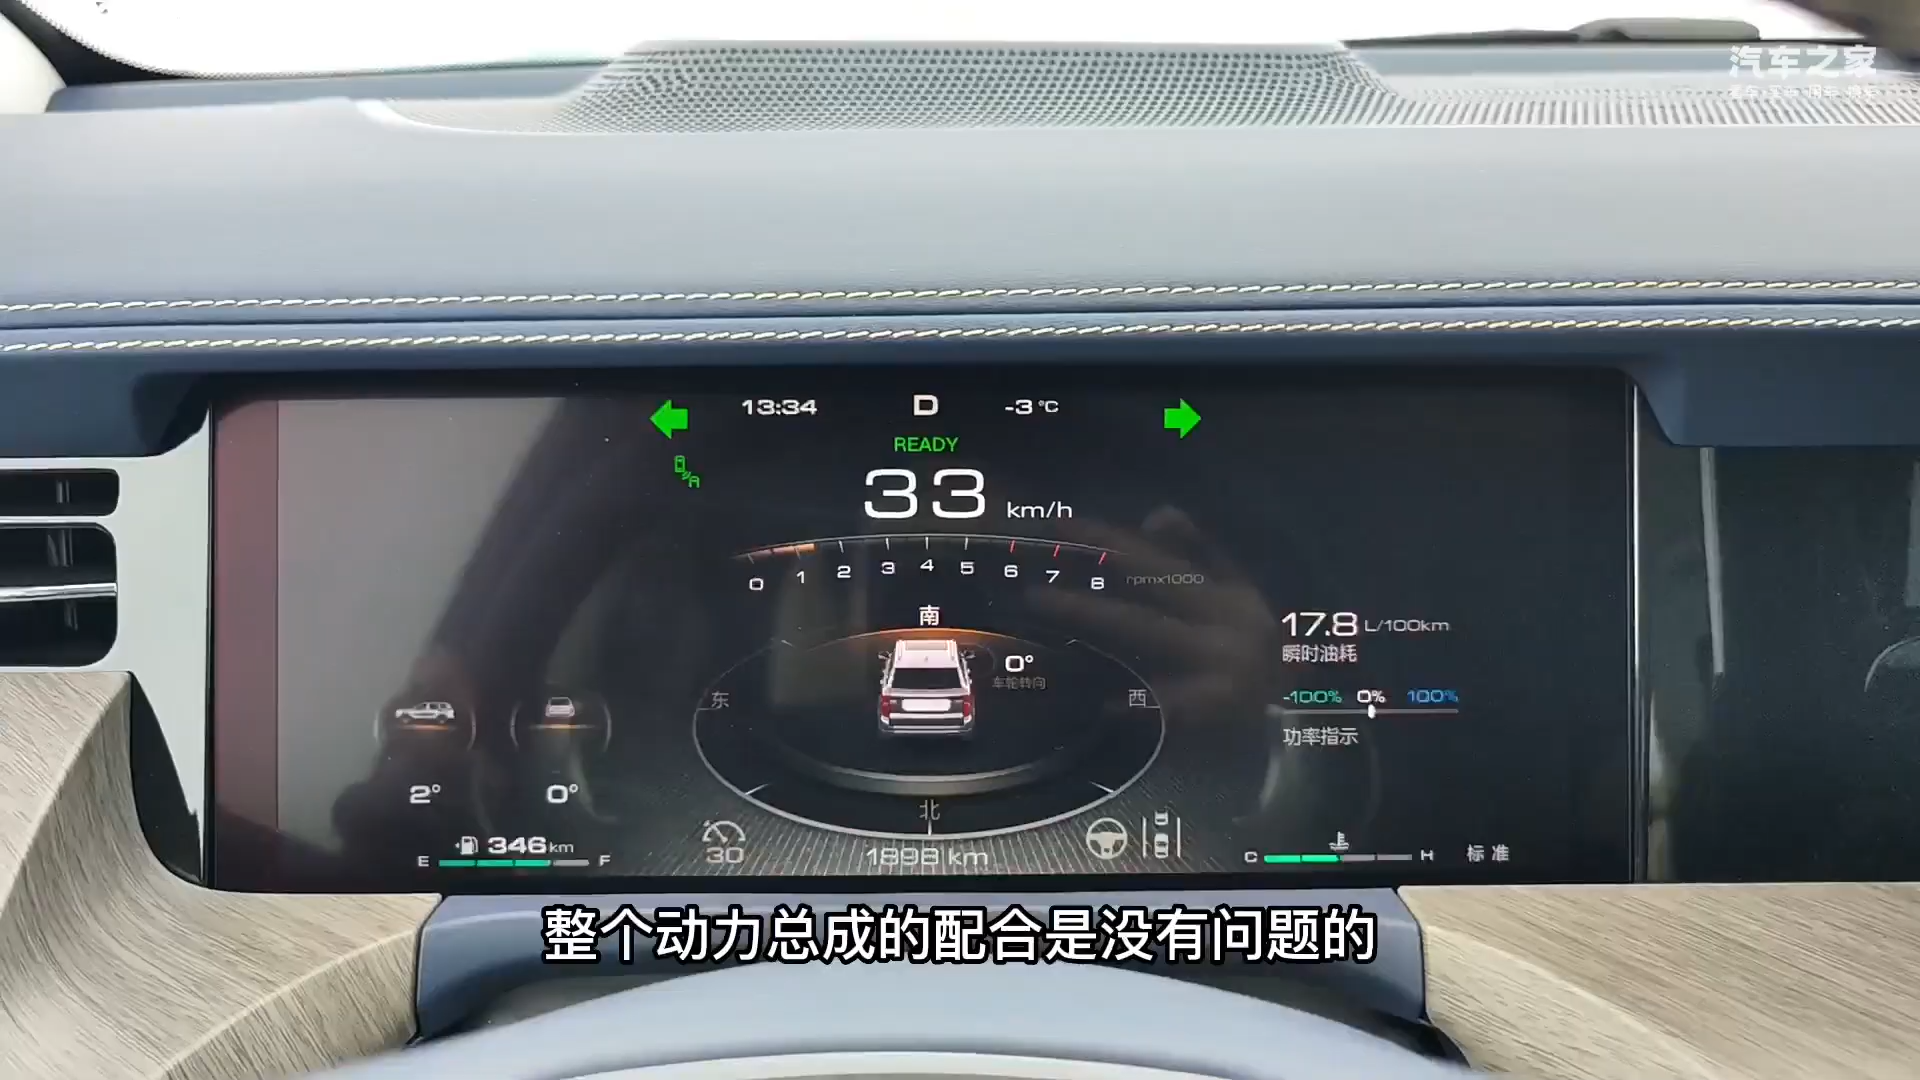 汽车之家
13:34
D
-3 °C
READY
A
33 km/h
0 1 2 3 4 5 6 7 8 rpmx1000
南
17.8 L/100km
瞬时油耗
0°
车轮转向
东
西
-100% 0% 100%
功率指示
2°
0°
北
346 km
E F
30
1898 km
C H
标准
整个动力总成的配合是没有问题的